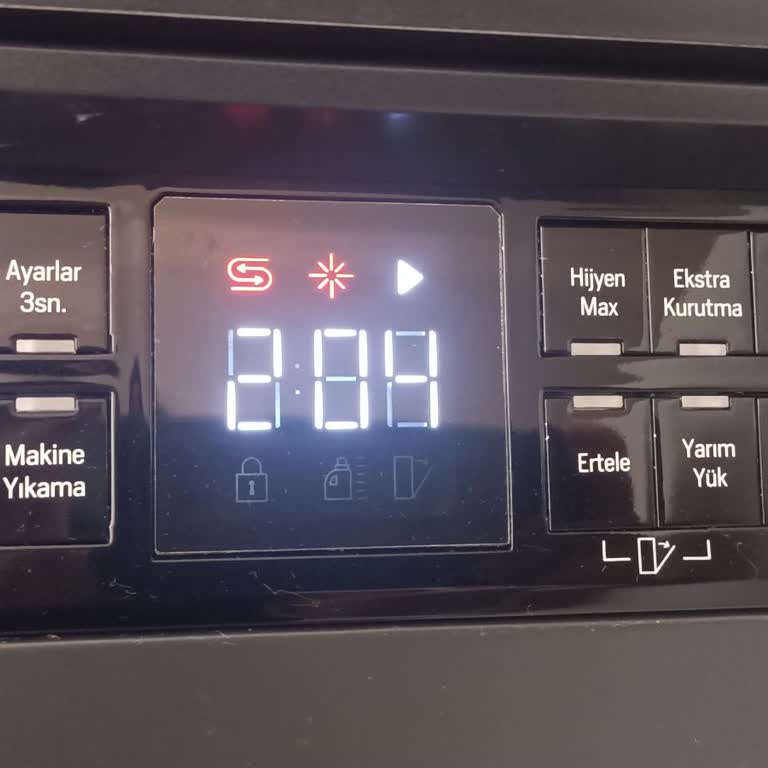 Ayarlar
3sn.
Makine
Yıkama
2:04
Hijyen
Max
Ekstra
Kurutma
Ertele
Yarım
Yük